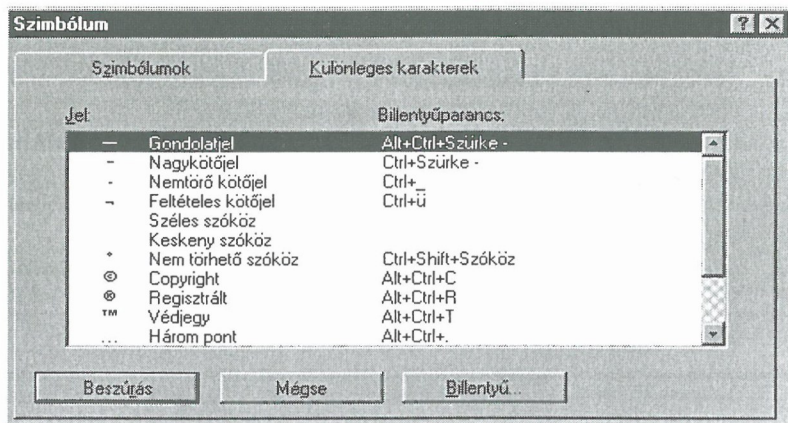 Szimbólum
Szimbólumok Különleges karakterek
Jel: Billentyűparancs:
— Gondolatjel Alt+Ctrl+Szürke -
– Nagykötőjel Ctrl+Szürke -
- Nemtörő kötőjel Ctrl+_
¬ Feltételes kötőjel Ctrl+ü
Széles szóköz
Keskeny szóköz
° Nem törhető szóköz Ctrl+Shift+Szóköz
© Copyright Alt+Ctrl+C
® Regisztrált Alt+Ctrl+R
™ Védjegy Alt+Ctrl+T
... Három pont Alt+Ctrl+.
Beszúrás Mégse Billentyű...